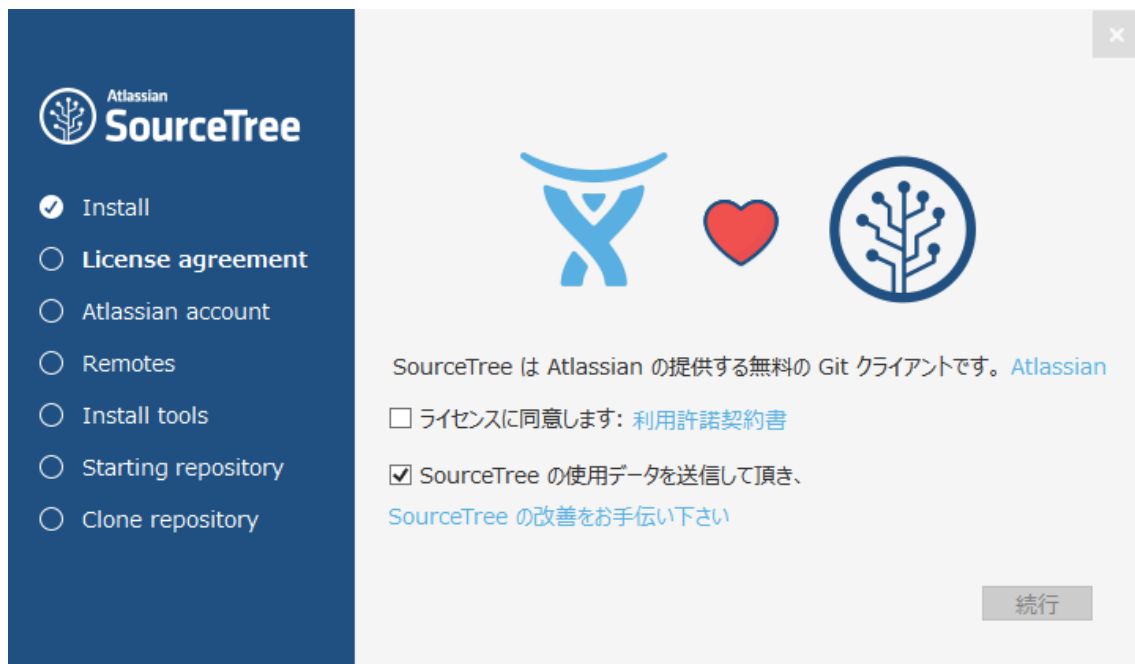 Atlassian
SourceTree
Install
License agreement
Atlassian account
Remotes
Install tools
Starting repository
Clone repository
SourceTree は Atlassian の提供する無料の Git クライアントです。 Atlassian
ライセンスに同意します: 利用許諾契約書
SourceTree の使用データを送信して頂き、
SourceTree の改善をお手伝い下さい
続行